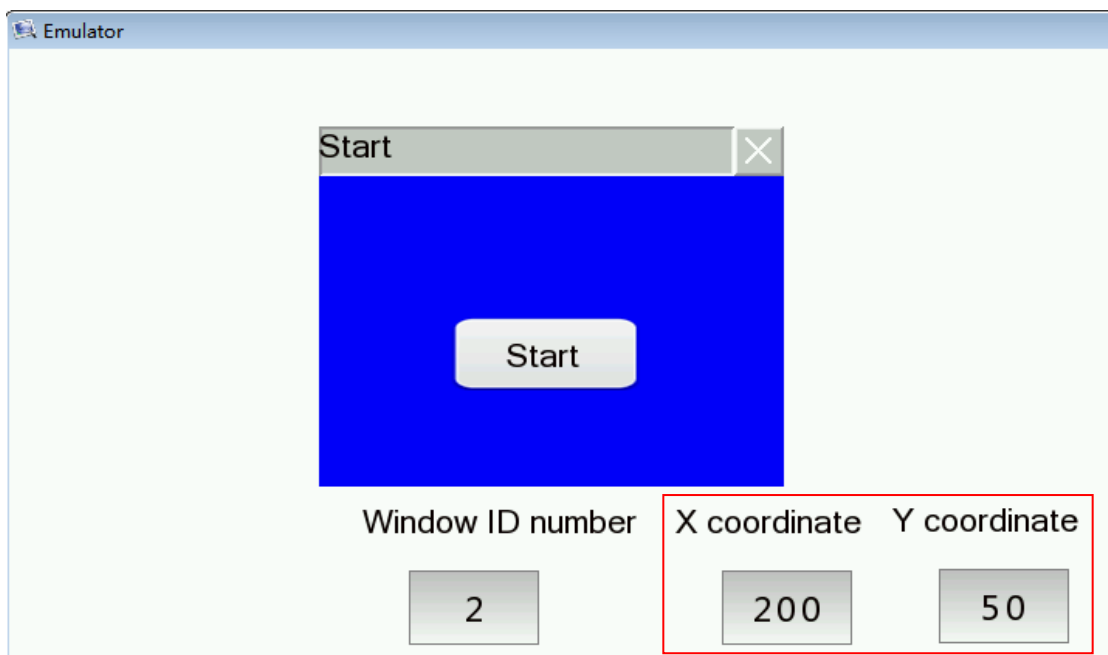 Emulator
Start
Start
Window ID number
X coordinate
Y coordinate
2
200
50